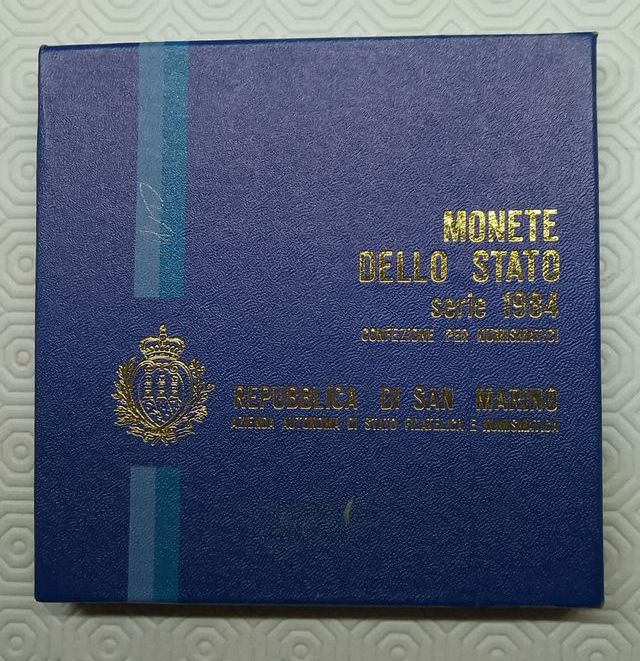 MONETE
DELLO STATO
serie 1984
CONFEZIONE PER NUMISMATICI
REPUBBLICA DI SAN MARINO
AZIENDA AUTONOMA DI STATO FILATELICA E NUMISMATICA